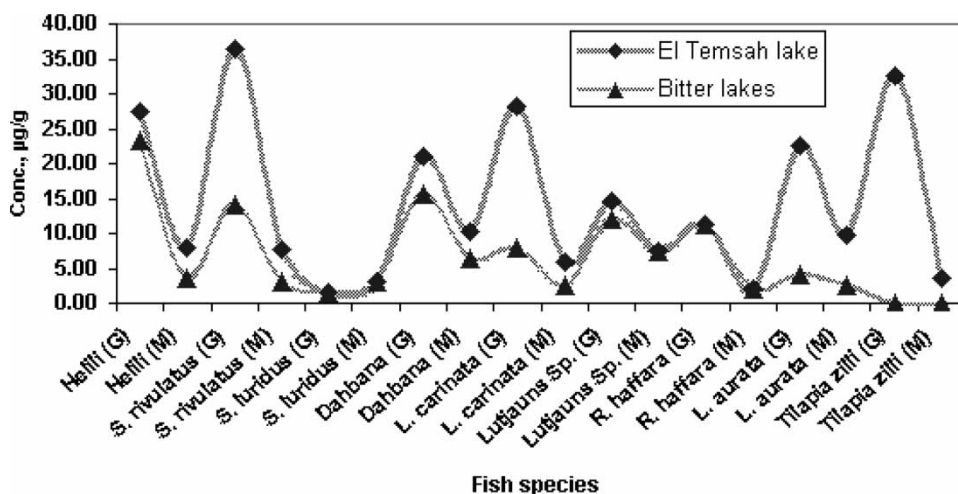 40.00
35.00
30.00
25.00
20.00
15.00
10.00
5.00
0.00
Conc., µg/g
El Temsah lake
Bitter lakes
Helili (G)
Helili (M)
S. rivulatus (G)
S. rivulatus (M)
S. luridus (G)
S. luridus (M)
Dahbana (G)
Dahbana (M)
L. carinata (G)
L. carinata (M)
Lutjauns Sp. (G)
Lutjauns Sp. (M)
R. haffara (G)
R. haffara (M)
L. aurata (G)
L. aurata (M)
Tilapia zilli (G)
Tilapia zilli (M)
Fish species